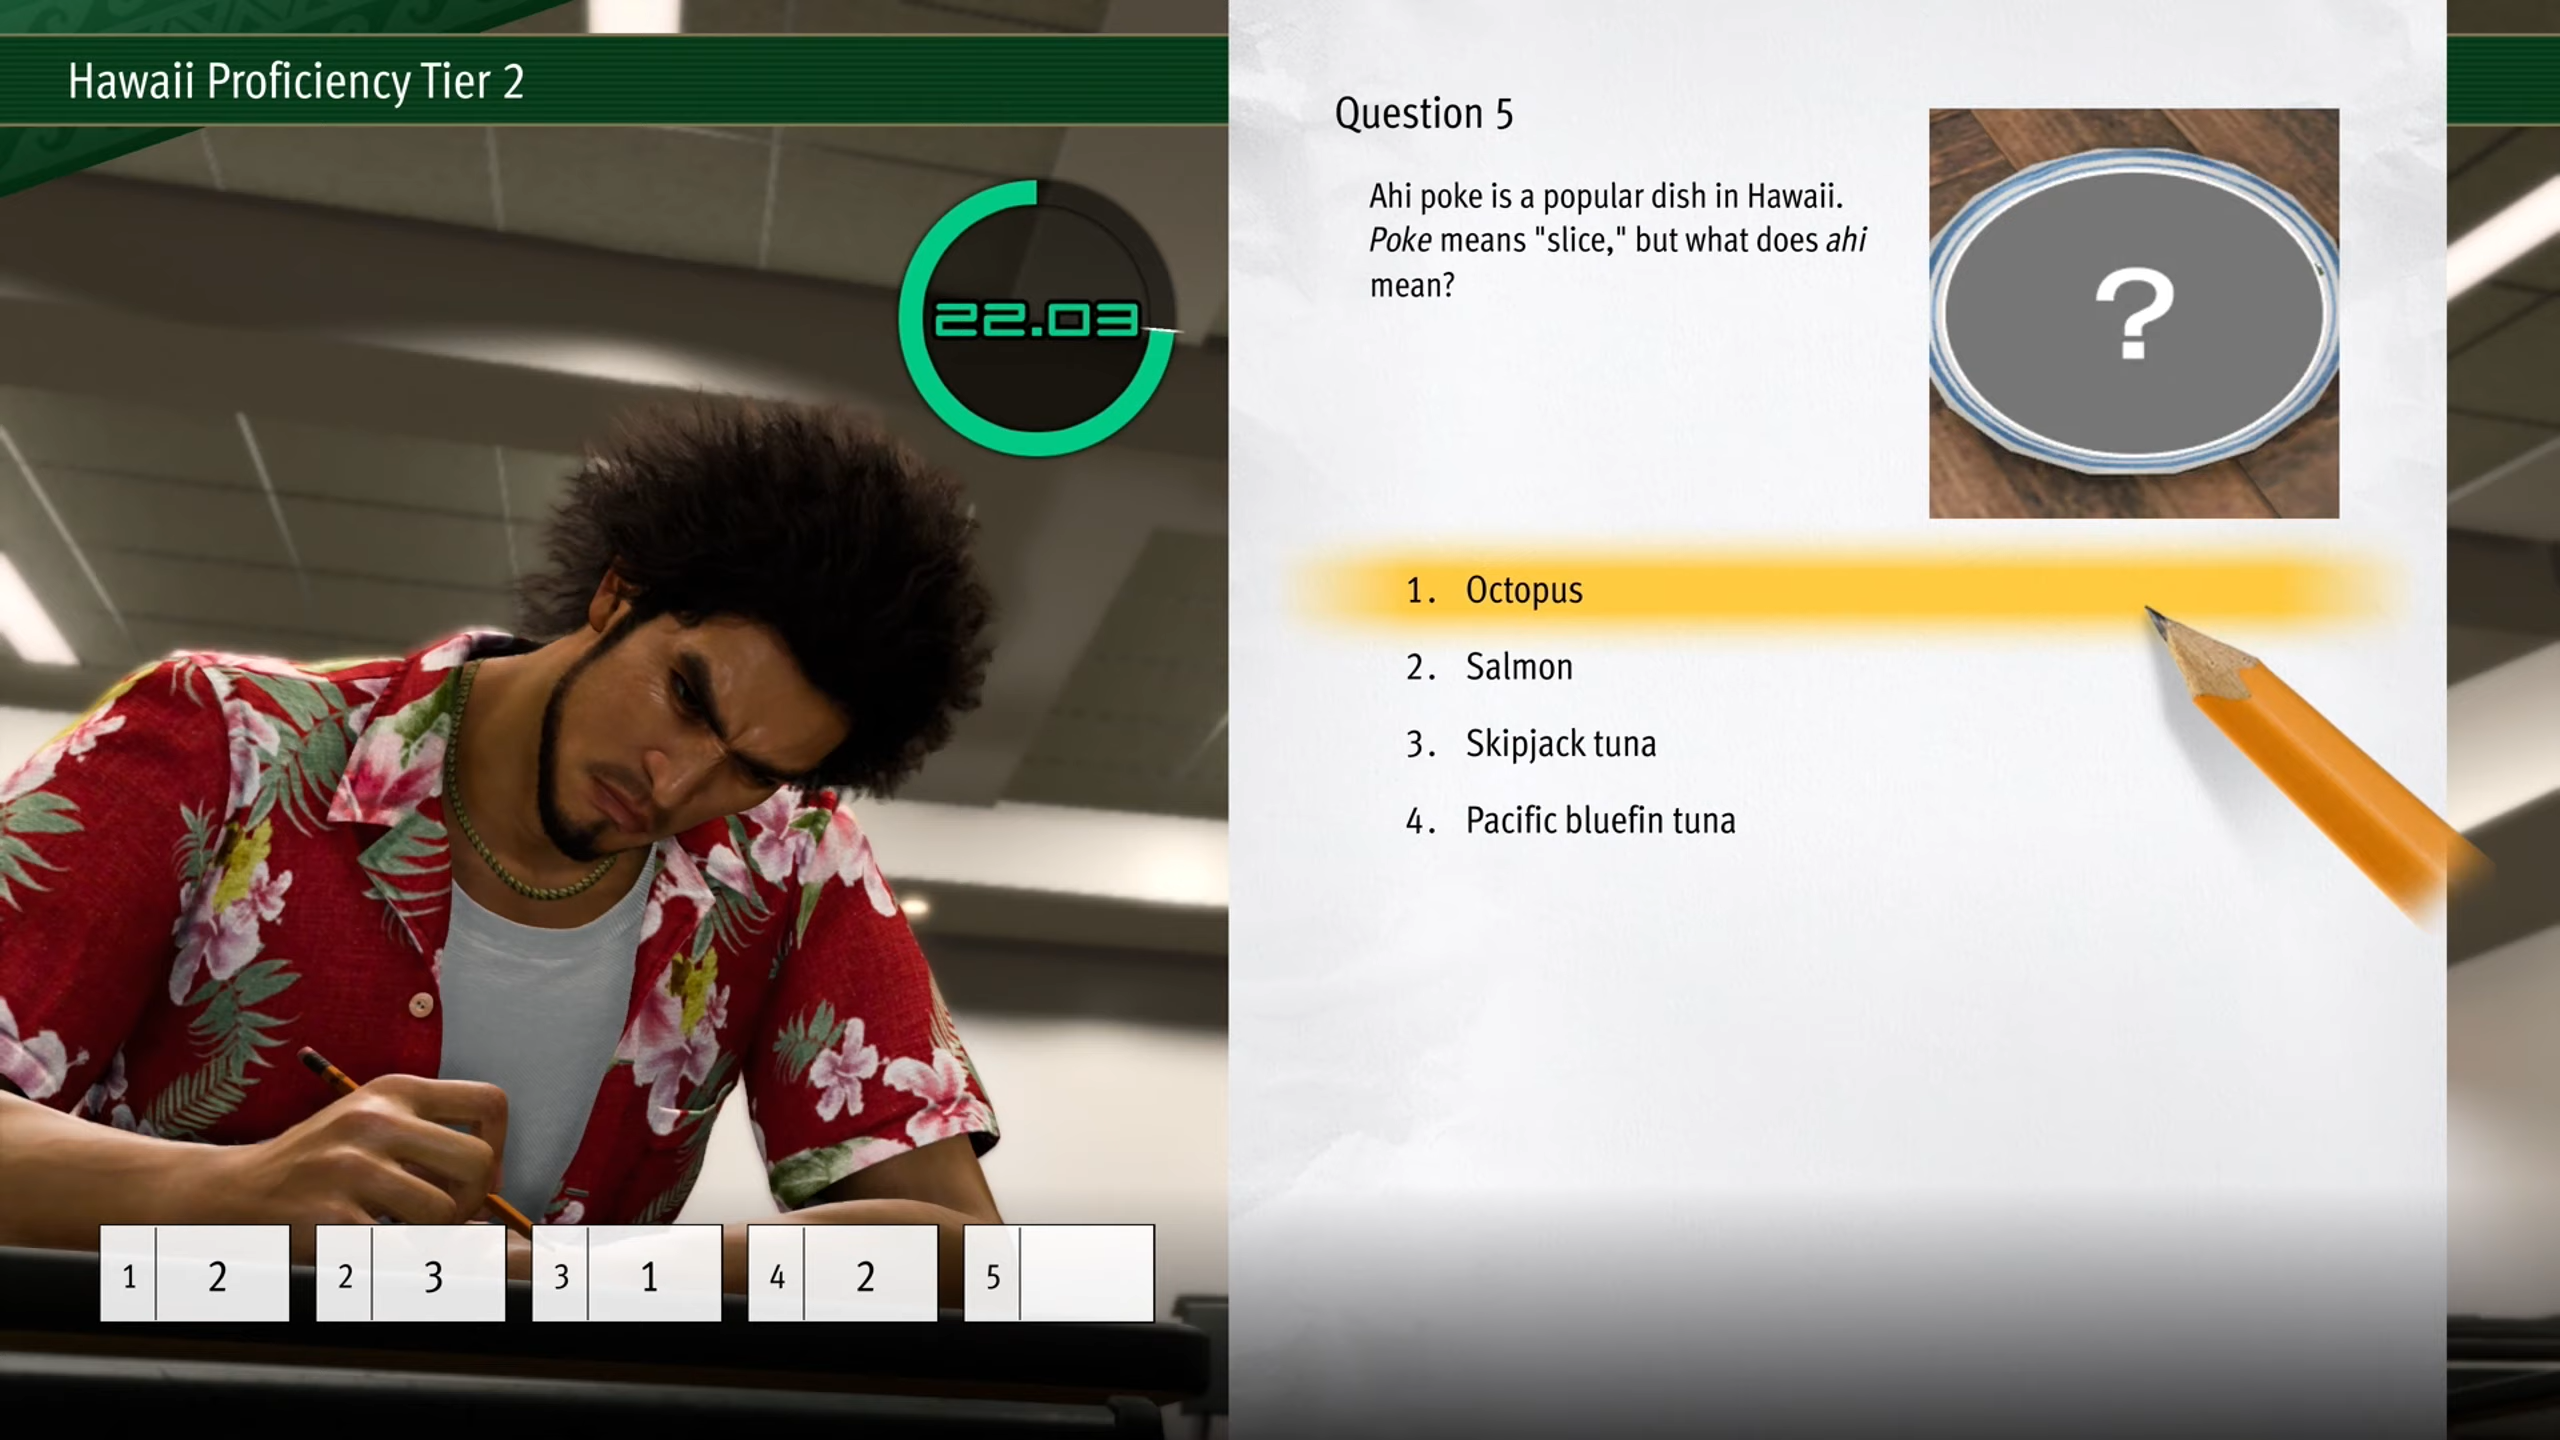 Hawaii Proficiency Tier 2
22.03
Question 5
Ahi poke is a popular dish in Hawaii.
Poke means "slice," but what does ahi
mean?
?
1. Octopus
2. Salmon
3. Skipjack tuna
4. Pacific bluefin tuna
1 2 2 3 3 1 4 2 5